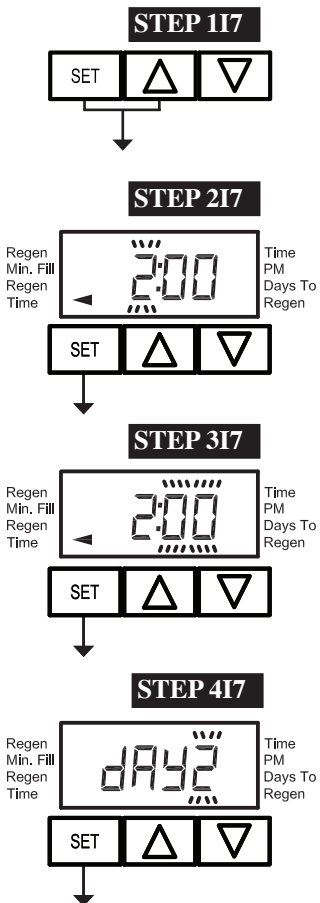 STEP 1I7
SET
STEP 2I7
Regen
Min. Fill
Regen
Time
2:00
Time
PM
Days To
Regen
SET
STEP 3I7
Regen
Min. Fill
Regen
Time
2:00
Time
PM
Days To
Regen
SET
STEP 4I7
Regen
Min. Fill
Regen
Time
dAY2
Time
PM
Days To
Regen
SET